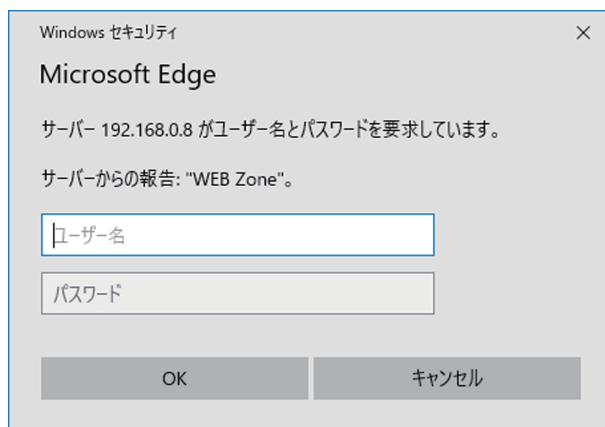 Windows セキュリティ
Microsoft Edge
サーバー 192.168.0.8 がユーザー名とパスワードを要求しています。
サーバーからの報告: "WEB Zone"。
ユーザー名
パスワード
OK
キャンセル